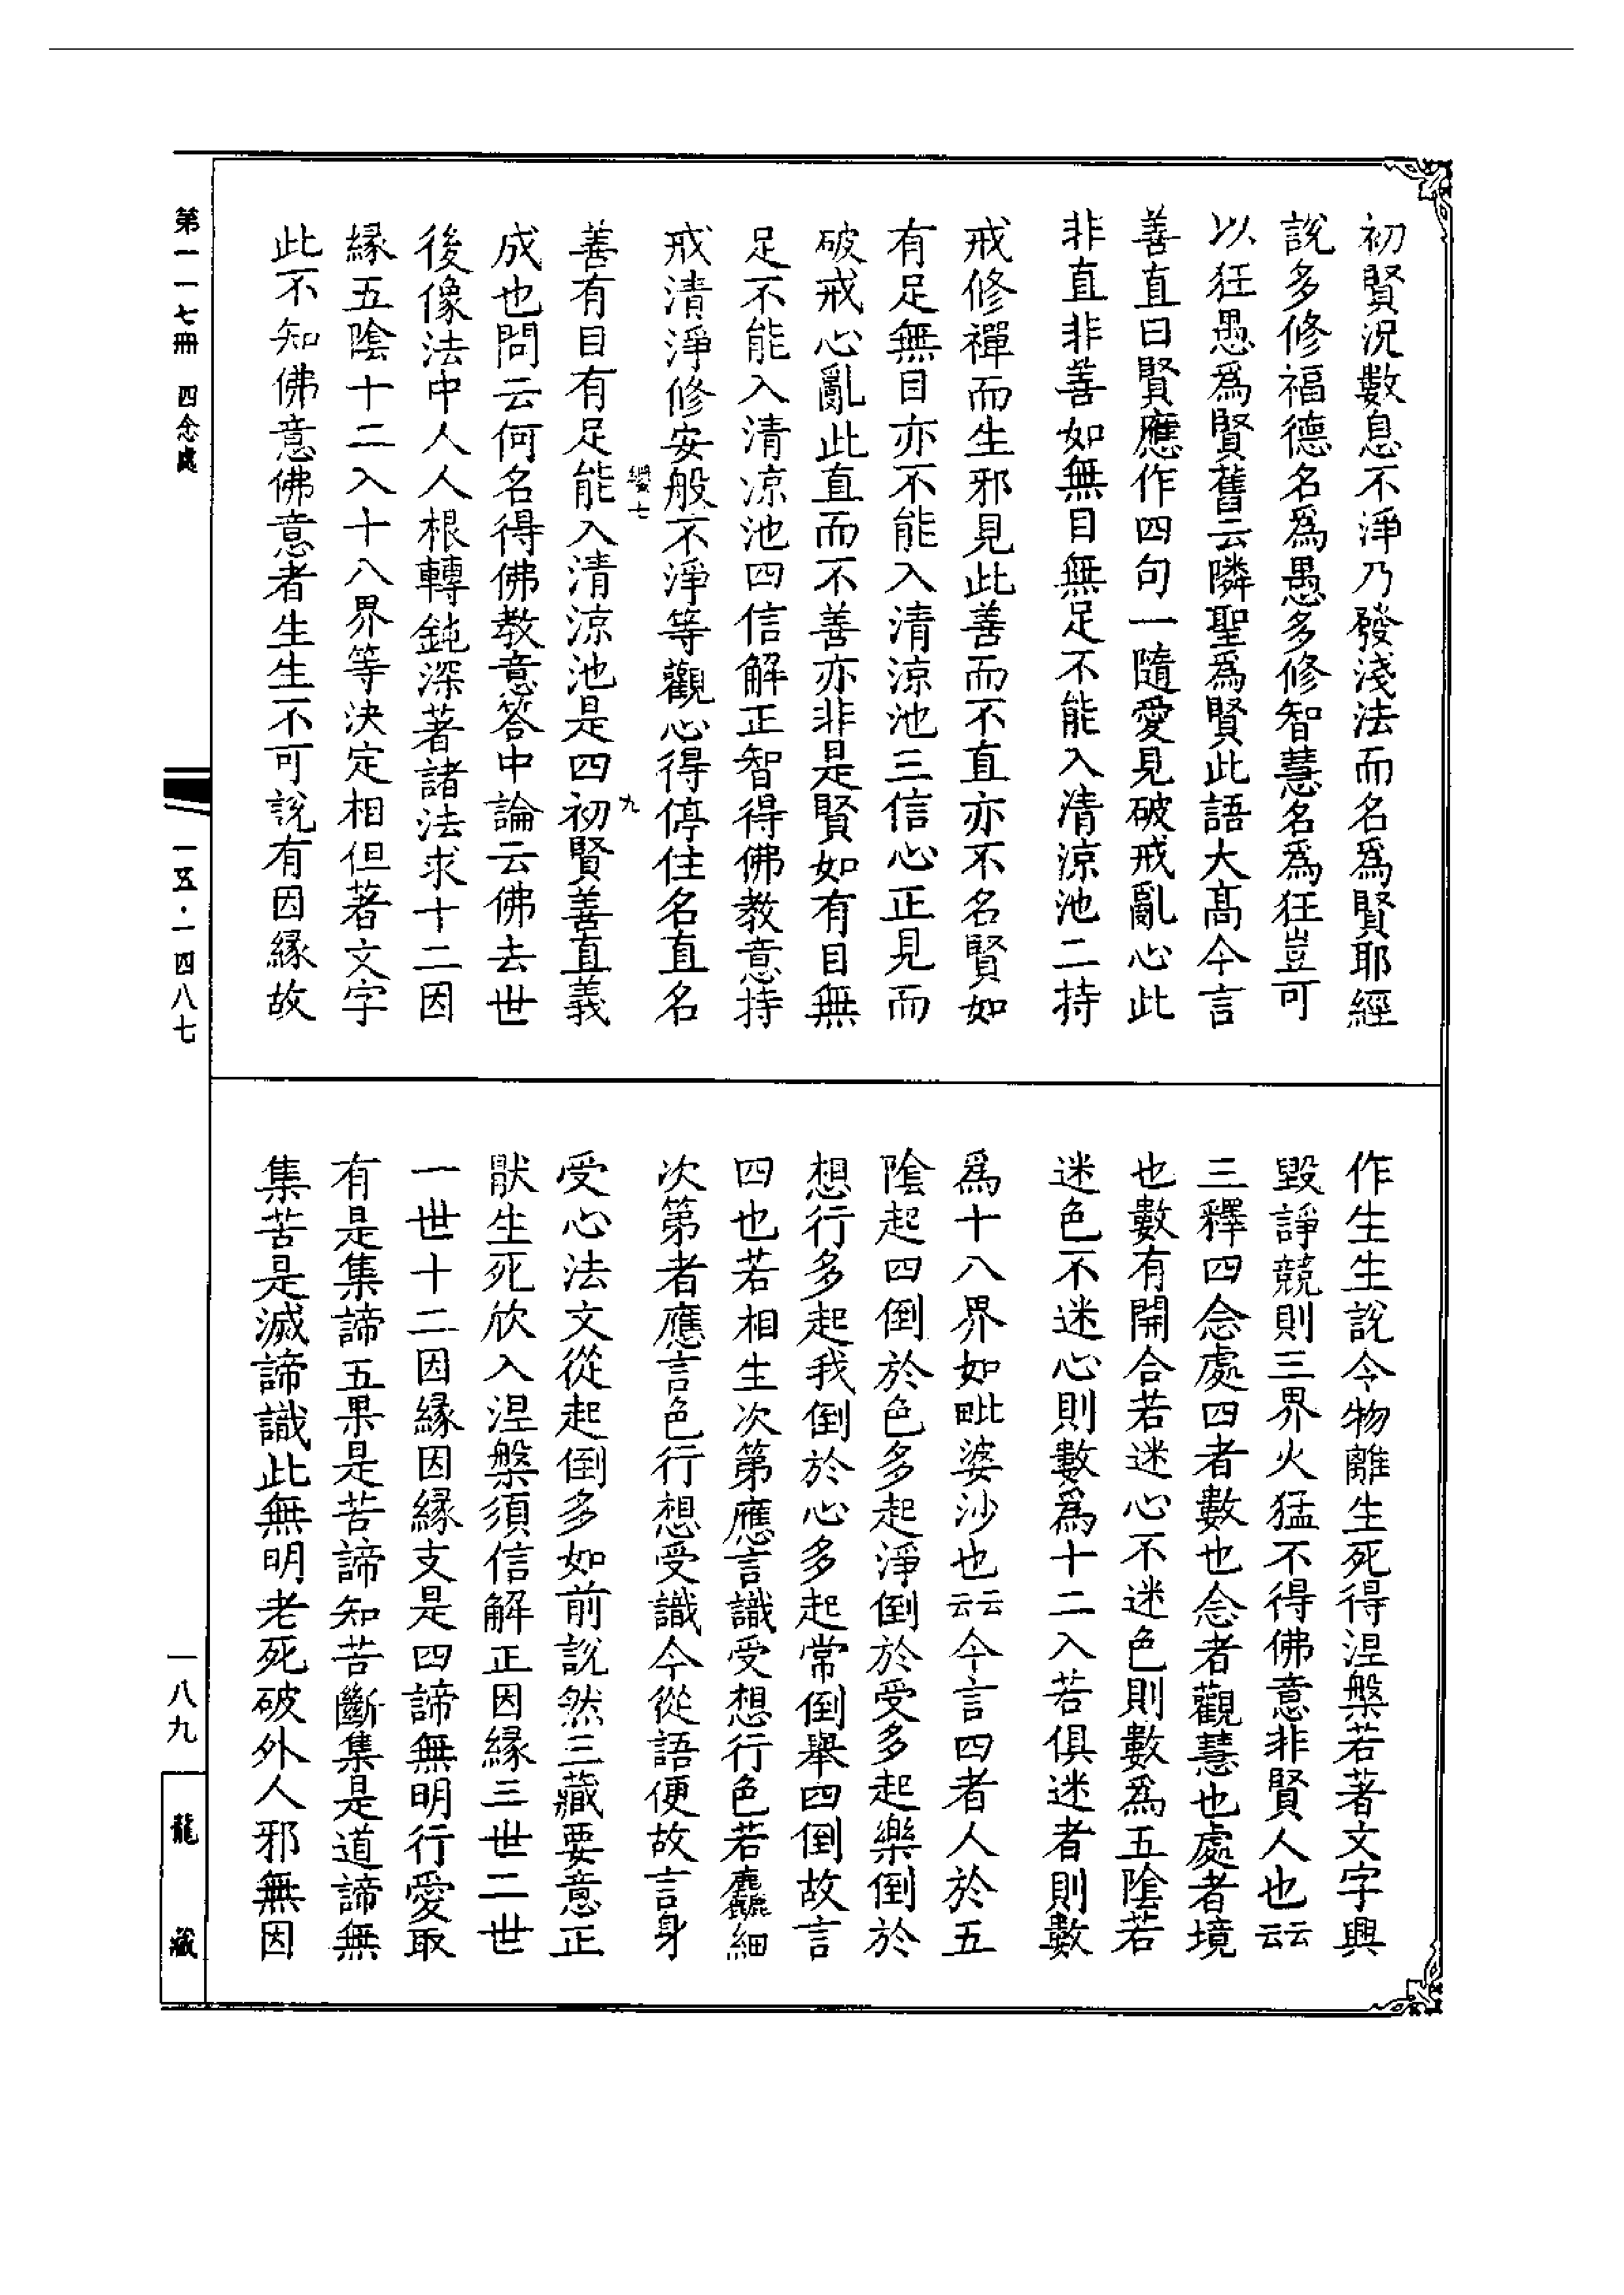 初賢況數息不淨乃發淺法而名爲賢耶經
說多修福德名爲愚多修智慧名爲狂豈可
以狂愚爲賢舊云隣聖爲賢此語大髙今言
善直曰賢應作四句一隨愛見破戒亂心此
非直非善如無目無足不能入清涼池二持
戒修禪而生邪見此善而不直亦不名賢如
有足無目亦不能入清涼池三信心正見而
破戒心亂此直而不善亦非是賢如有目無
足不能入清凉池四信解正智得佛教意持
戒清淨修安般不淨等觀心得停住名直名
善有目有足能入清涼池是四初賢善直義
成也問云何名得佛教意答中論云佛去世
後像法中人人根轉鈍深著諸法求十二因
緣五陰十二入十八界等決定相但著文字
此不知佛意佛意者生生不可說有因緣故
作生生說令物離生死得涅槃若著文字興
毀諍競則三界火猛不得佛意非賢人也云云
三釋四念處四者數也念者觀慧也處者境
也數有開合若迷心不迷色則數爲五陰若
迷色不迷心則數爲十二入若俱迷者則數
爲十八界如毗婆沙也云云今言四者人於五
陰起四倒於色多起淨倒於受多起樂倒於
想行多起我倒於心多起常倒舉四倒故言
四也若相生次第應言識受想行色若麤細
次第者應言色行想受識今從語便故言身
受心法文從起倒多如前說然三藏要意正
猒生死欣入涅槃須信解正因緣三世二世
一世十二因緣因緣支是四諦無明行愛取
有是集諦五果是苦諦知苦斷集是道諦無
集苦是滅諦識此無明老死破外人邪無因
繼七
九
第一一七冊 四念處
一五·一四八七
一八九
龍藏